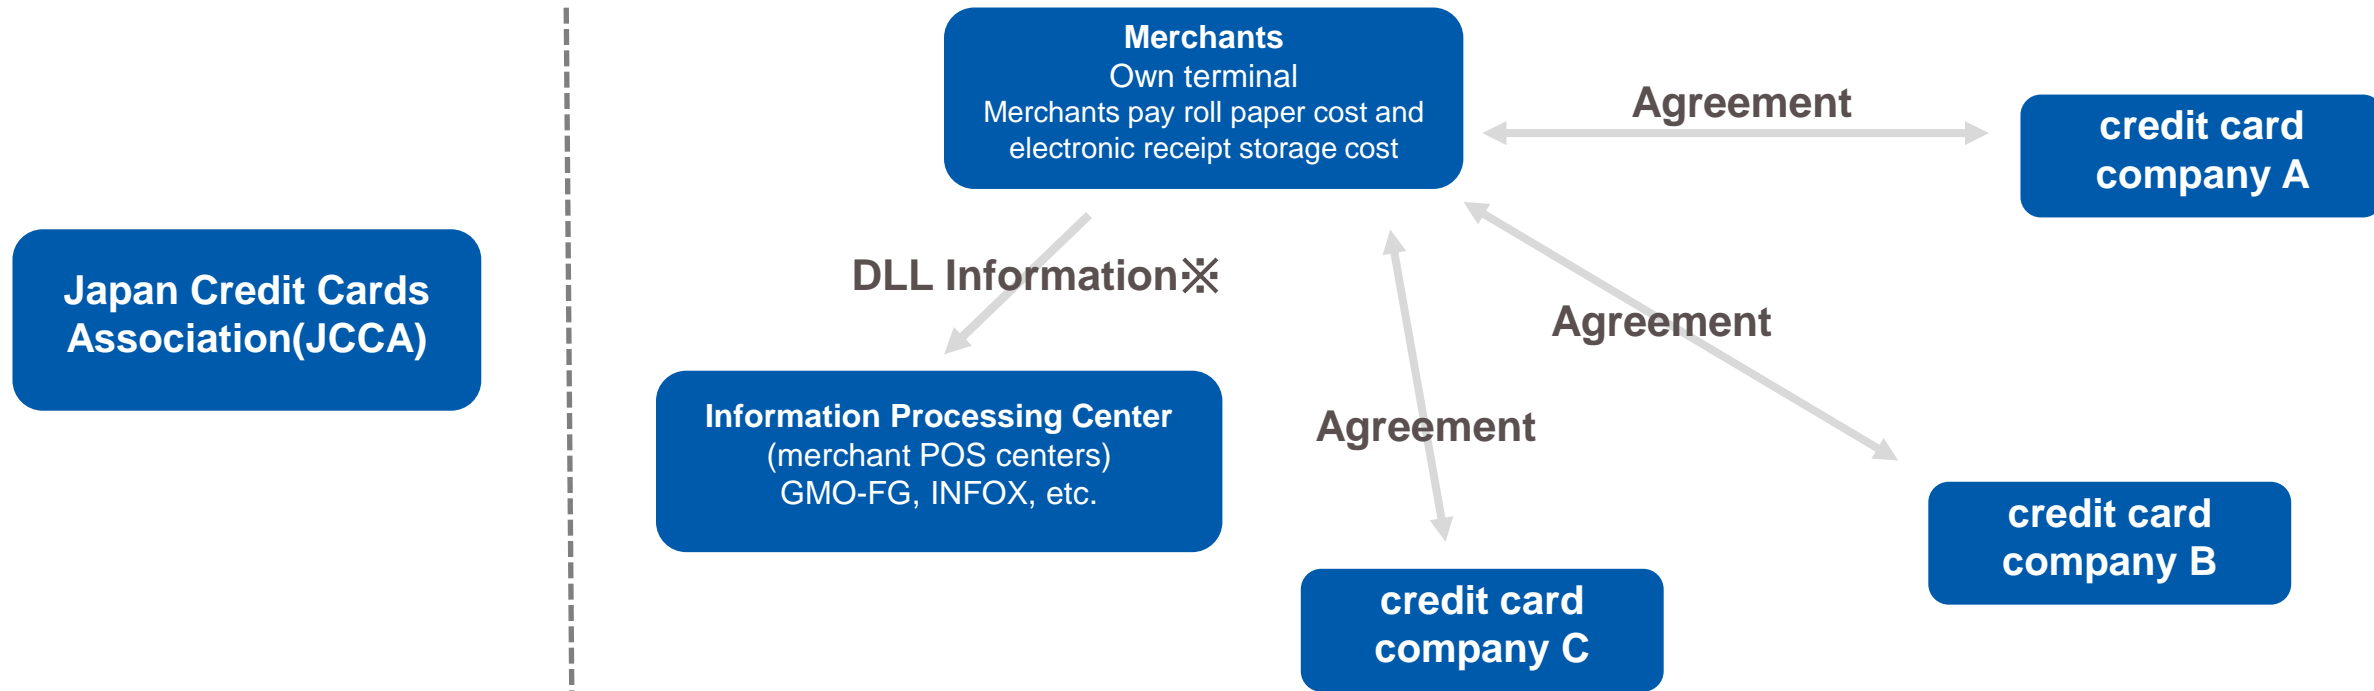 Merchants
Own terminal
Merchants pay roll paper cost and
electronic receipt storage cost
Agreement
credit card
company A
Japan Credit Cards
Association(JCCA)
DLL Information※
Agreement
Information Processing Center
(merchant POS centers)
GMO-FG, INFOX, etc.
Agreement
credit card
company B
credit card
company C